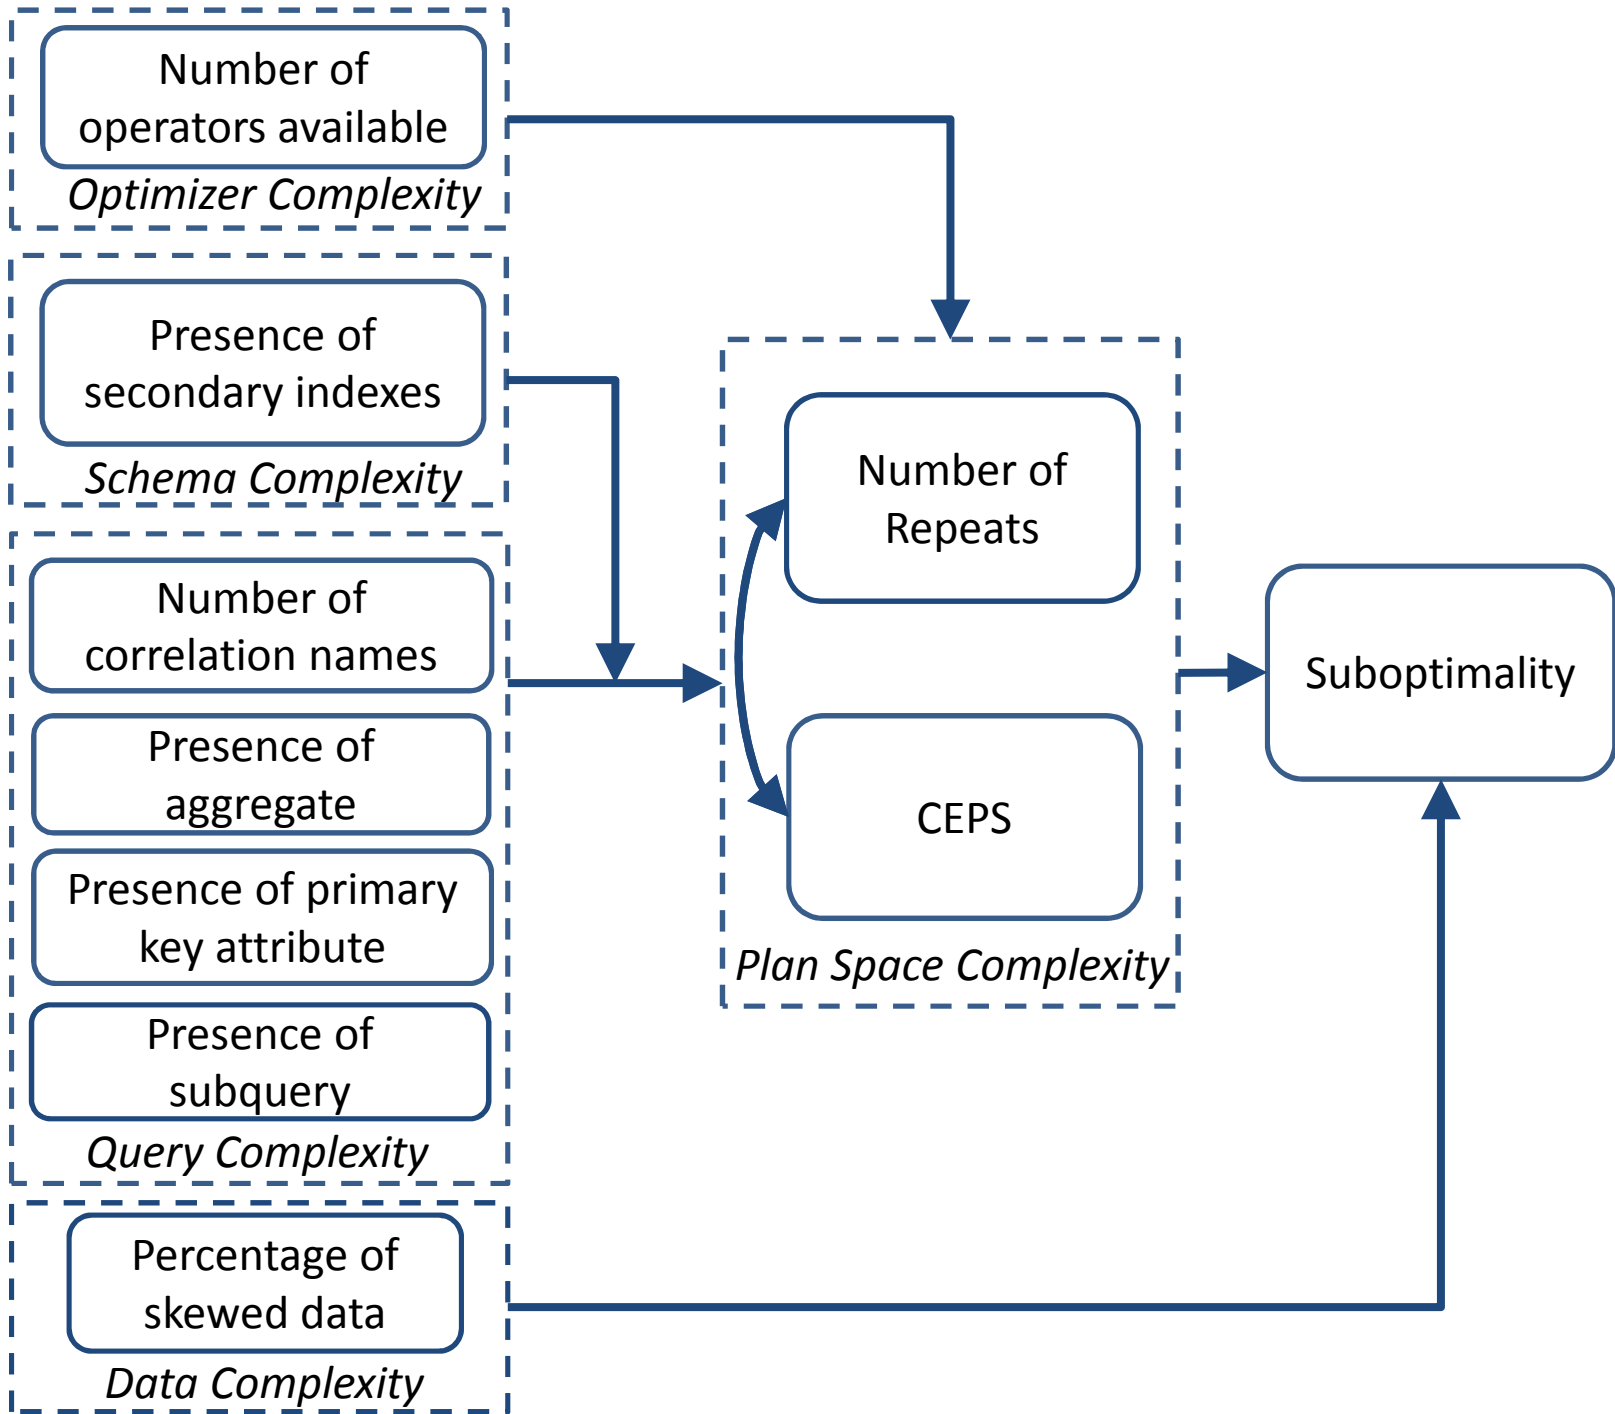 Number of
operators available
Optimizer Complexity
Presence of
secondary indexes
Schema Complexity
Number of
correlation names
Presence of
aggregate
Presence of primary
key attribute
Presence of
subquery
Query Complexity
Percentage of
skewed data
Data Complexity
Number of
Repeats
CEPS
Plan Space Complexity
Suboptimality